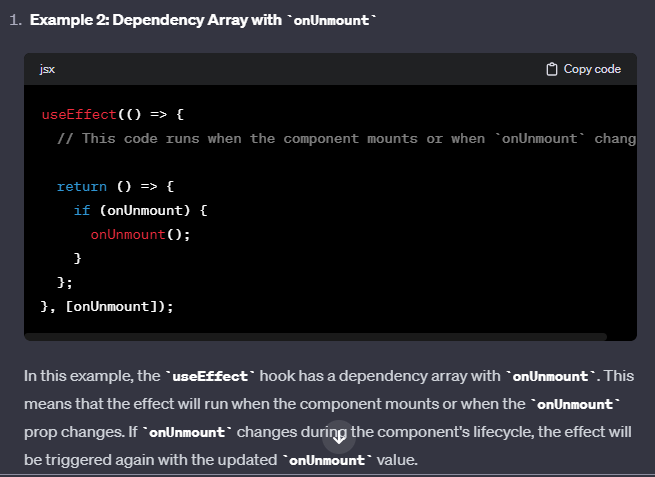 1. Example 2: Dependency Array with `onUnmount`
jsx
Copy code
useEffect(() => {
// This code runs when the component mounts or when `onUnmount` chang
return () => {
if (onUnmount) {
onUnmount();
}
};
}, [onUnmount]);
In this example, the `useEffect` hook has a dependency array with `onUnmount`. This
means that the effect will run when the component mounts or when the `onUnmount`
prop changes. If `onUnmount` changes during the component's lifecycle, the effect will
be triggered again with the updated `onUnmount` value.